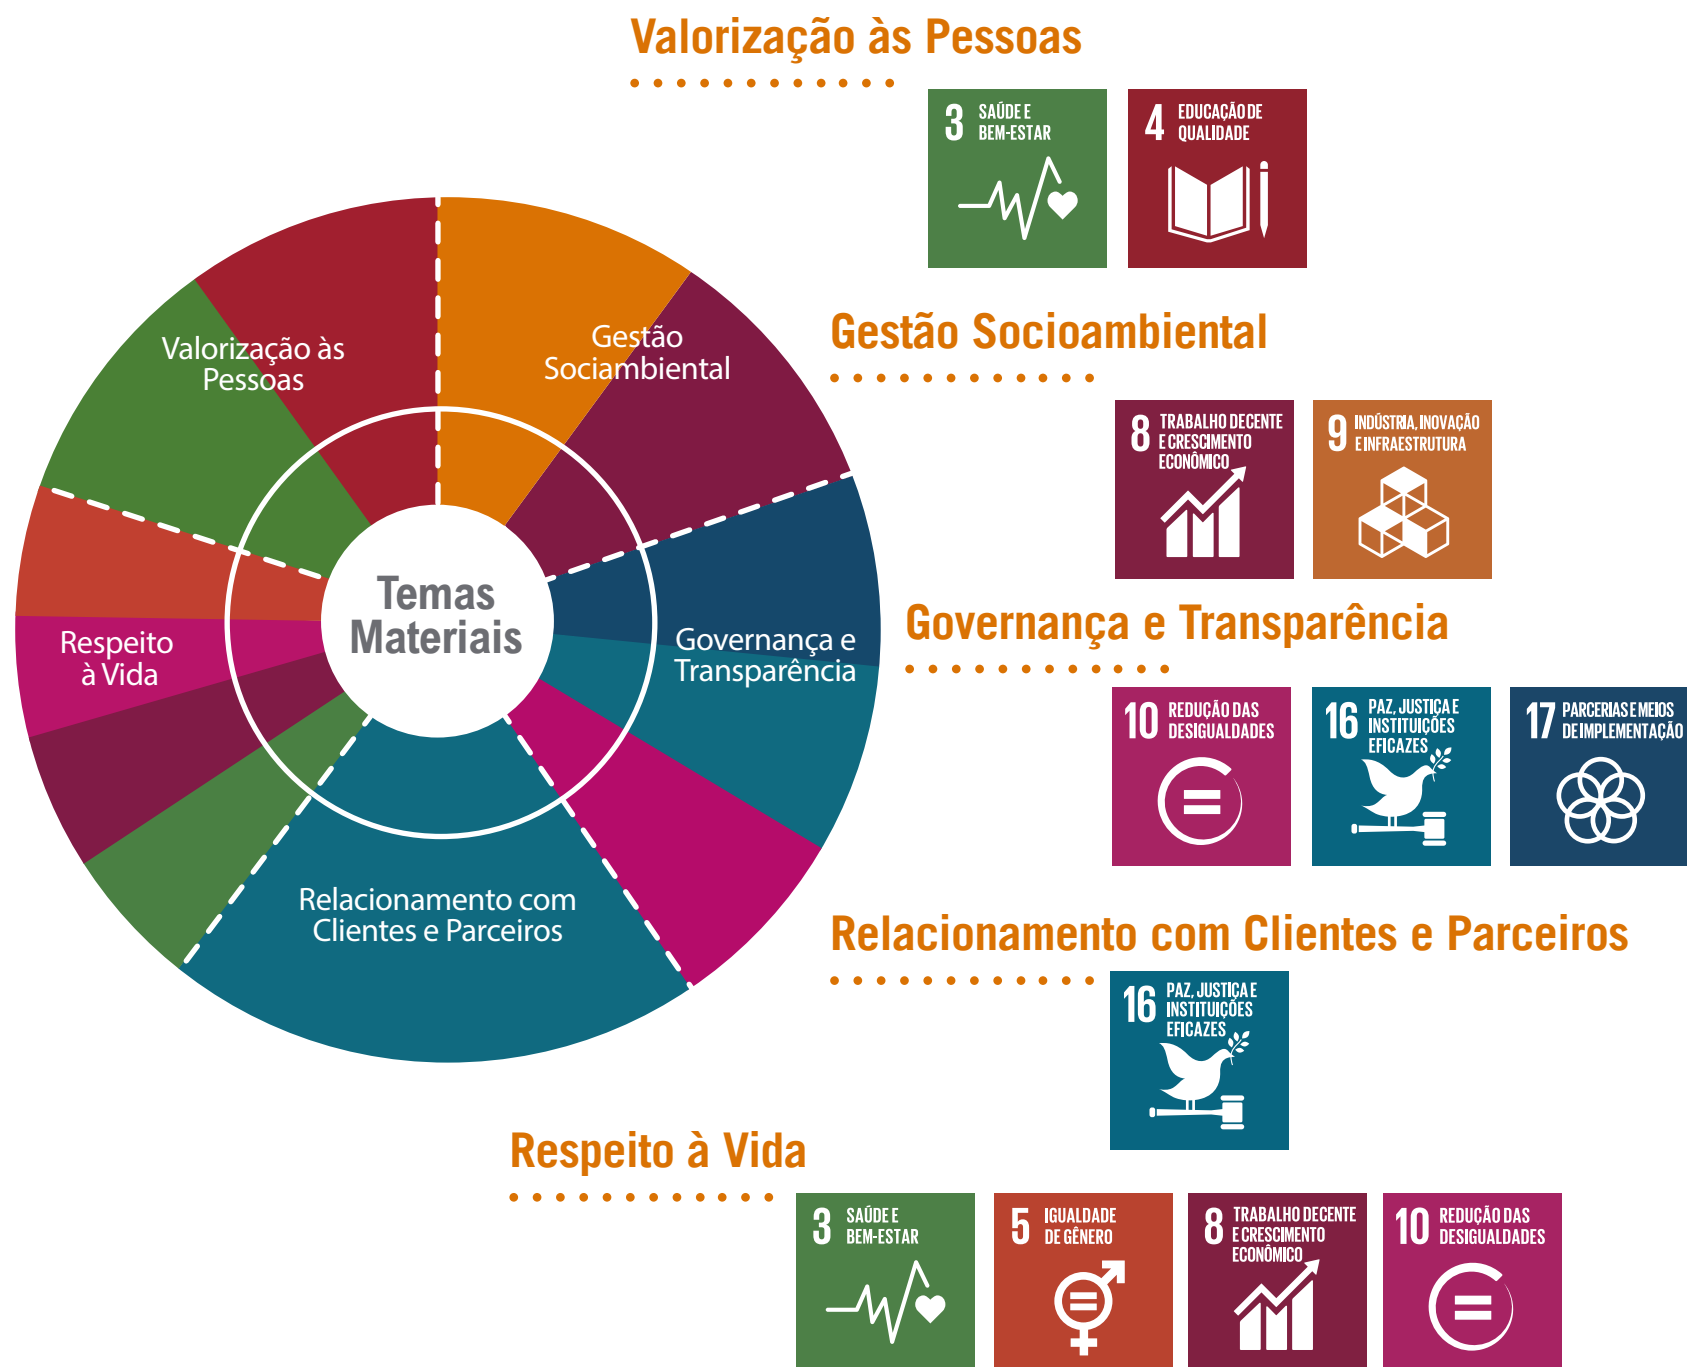 Valorização às Pessoas
3 SAÚDE E
BEM-ESTAR
4 EDUCAÇÃO DE
QUALIDADE
Valorização às
Pessoas
Gestão
Sociambiental
Temas
Materiais
Respeito
à Vida
Governança e
Transparência
Relacionamento com
Clientes e Parceiros
Gestão Socioambiental
8 TRABALHO DECENTE
E CRESCIMENTO
ECONÔMICO
9 INDÚSTRIA, INOVAÇÃO
E INFRAESTRUTURA
Governança e Transparência
10 REDUÇÃO DAS
DESIGUALDADES
16 PAZ, JUSTIÇA E
INSTITUIÇÕES
EFICAZES
17 PARCERIAS E MEIOS
DE IMPLEMENTAÇÃO
Relacionamento com Clientes e Parceiros
16 PAZ, JUSTIÇA E
INSTITUIÇÕES
EFICAZES
Respeito à Vida
3 SAÚDE E
BEM-ESTAR
5 IGUALDADE
DE GÊNERO
8 TRABALHO DECENTE
E CRESCIMENTO
ECONÔMICO
10 REDUÇÃO DAS
DESIGUALDADES